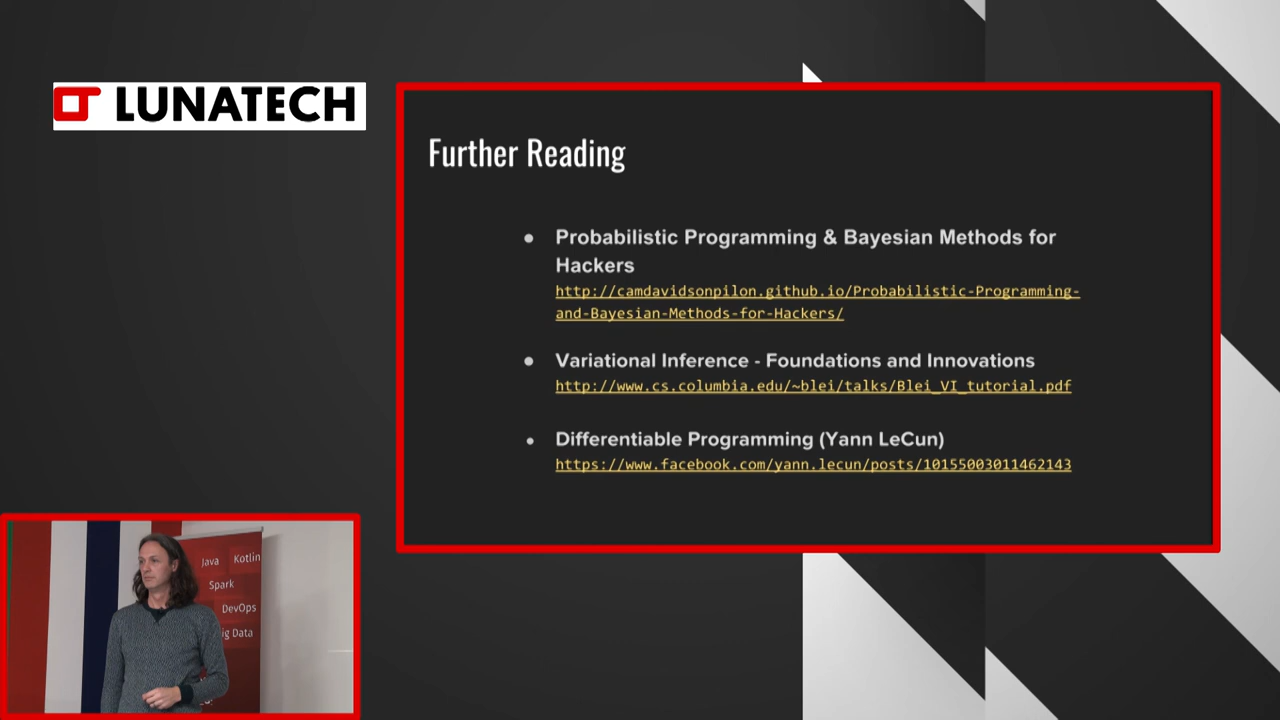 LUNATECH
Further Reading
● Probabilistic Programming & Bayesian Methods for
Hackers
http://camdavidsonpilon.github.io/Probabilistic-Programming-
and-Bayesian-Methods-for-Hackers/
● Variational Inference - Foundations and Innovations
http://www.cs.columbia.edu/~blei/talks/Blei_VI_tutorial.pdf
● Differentiable Programming (Yann LeCun)
https://www.facebook.com/yann.lecun/posts/10155003011462143
Java Kotlin
Spark
DevOps
ig Data